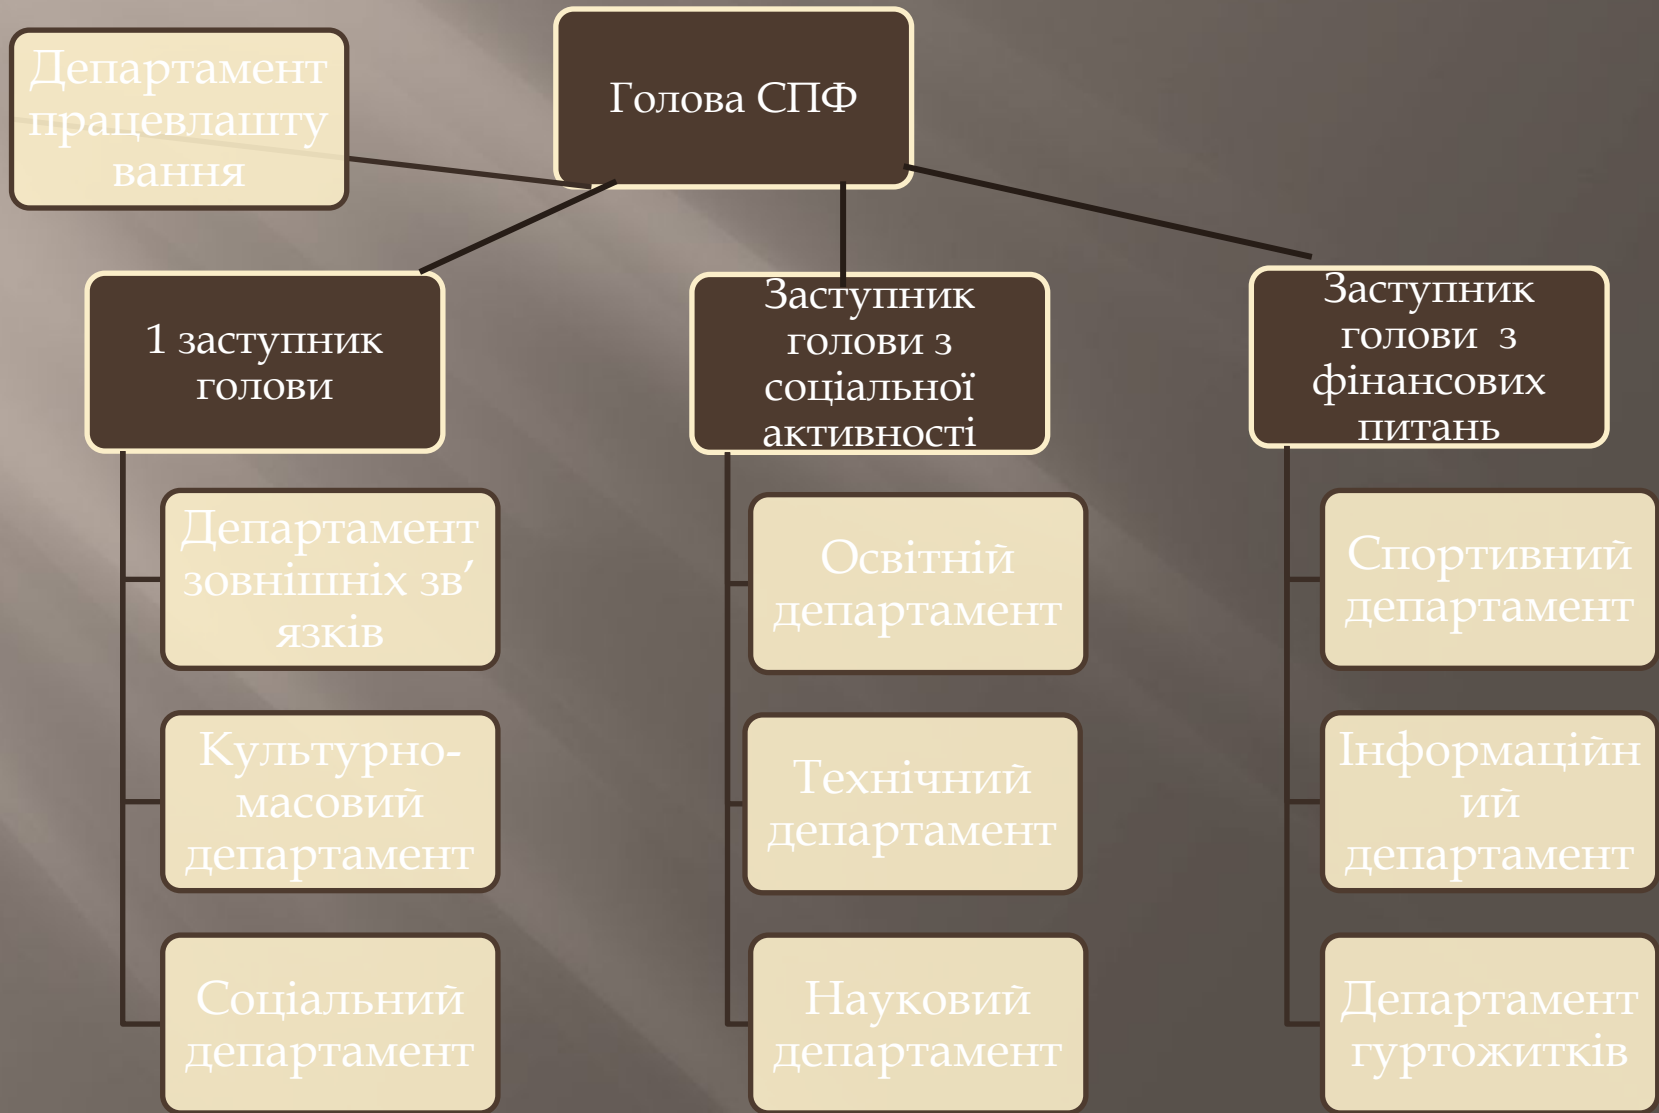 Департамент
працевлашту
вання
Голова СПФ
1 заступник
голови
Заступник
голови з
соціальної
активності
Заступник
голови  з
фінансових
питань
Департамент
зовнішніх зв’
язків
Культурно-
масовий
департамент
Соціальний
департамент
Освітній
департамент
Технічний
департамент
Науковий
департамент
Спортивний
департамент
Інформаційн
ий
департамент
Департамент
гуртожитків